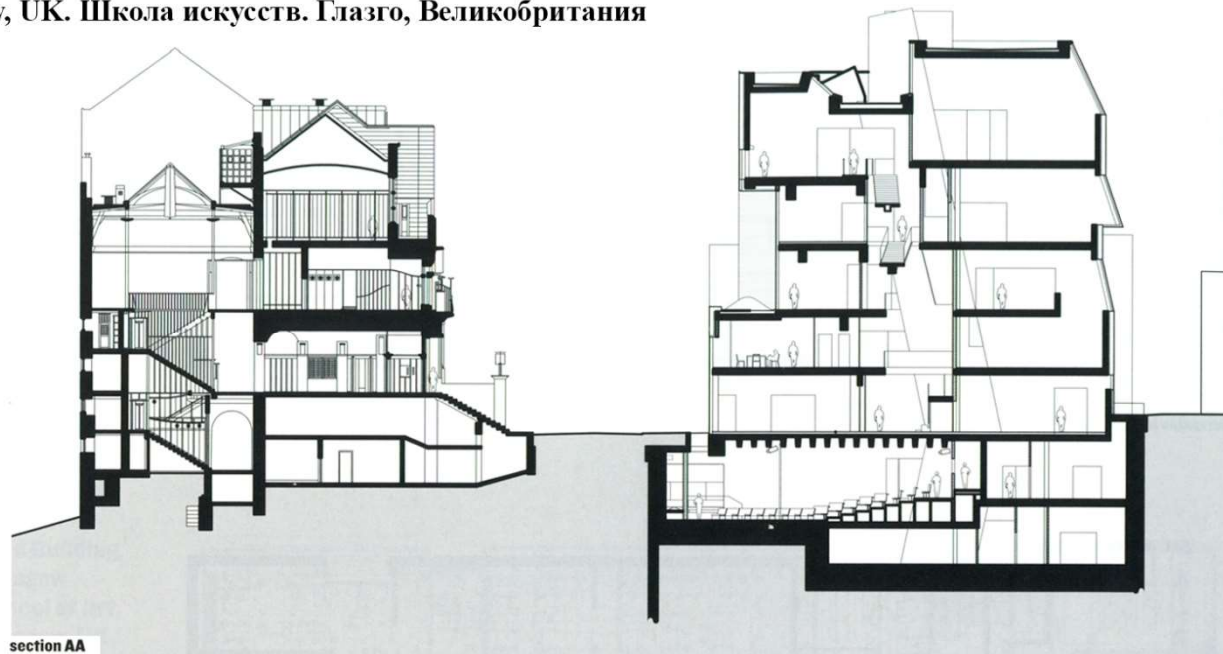 , UK. Школа искусств. Глазго, Великобритания
section AA